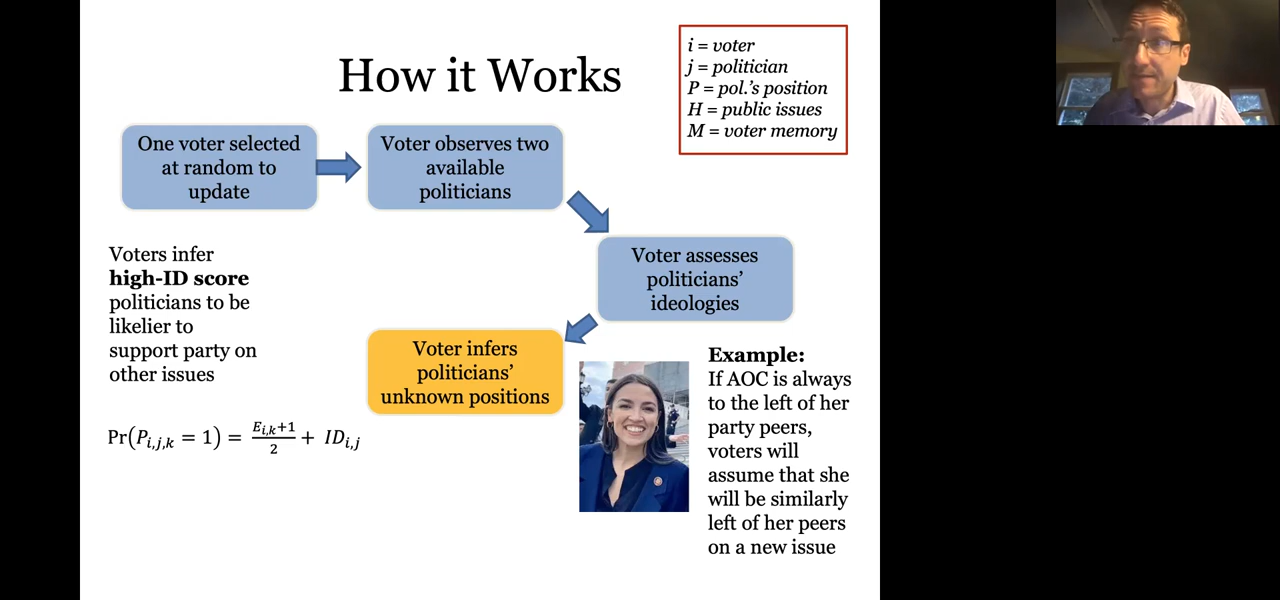 How it Works
i = voter
j = politician
P = pol.'s position
H = public issues
M = voter memory
One voter selected
at random to
update
Voter observes two
available
politicians
Voter assesses
politicians'
ideologies
Voter infers
politicians'
unknown positions
Voters infer
high-ID score
politicians to be
likelier to
support party on
other issues
Pr(P_{i,j,k} = 1) = \frac{E_{i,k}+1}{2} + ID_{i,j}
Example:
If AOC is always
to the left of her
party peers,
voters will
assume that she
will be similarly
left of her peers
on a new issue